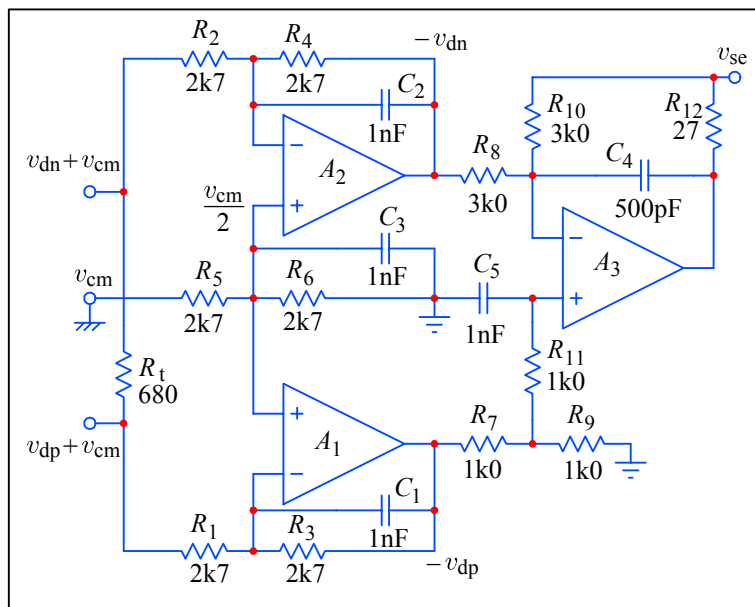 R2
2k7
R4
2k7
−vdn
vse
C2
1nF
R10
3k0
R12
27
vdn+vcm
A2
R8
3k0
C4
500pF
vcm
2
C3
1nF
A3
vcm
R5
2k7
R6
2k7
C5
1nF
Rt
680
R11
1k0
vdp+vcm
A1
R7
1k0
R9
1k0
C1
1nF
R1
2k7
R3
2k7
−vdp